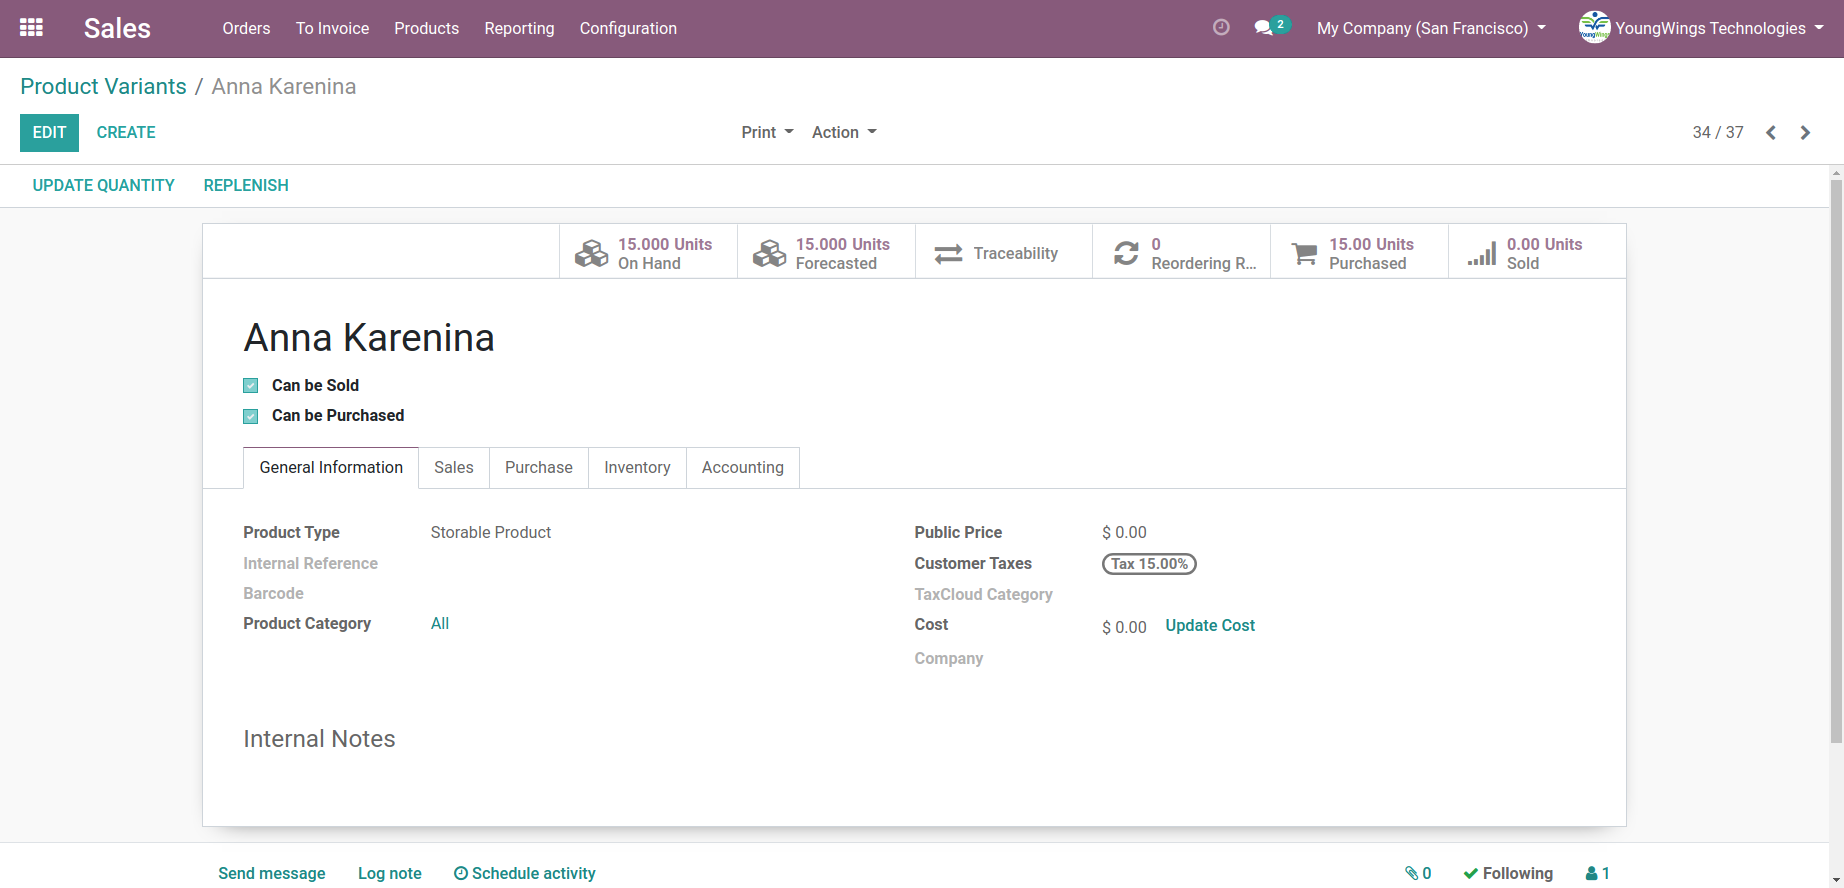 Sales Orders To Invoice Products Reporting Configuration 2 My Company (San Francisco) YoungWings YoungWings Technologies
Product Variants / Anna Karenina
EDIT CREATE Print Action 34 / 37
UPDATE QUANTITY REPLENISH
15.000 Units
On Hand
15.000 Units
Forecasted
Traceability
0
Reordering R...
15.00 Units
Purchased
0.00 Units
Sold
Anna Karenina
Can be Sold
Can be Purchased
General Information Sales Purchase Inventory Accounting
Product Type Storable Product
Internal Reference
Barcode
Product Category All
Public Price $ 0.00
Customer Taxes Tax 15.00%
TaxCloud Category
Cost $ 0.00 Update Cost
Company
Internal Notes
Send message Log note Schedule activity 0 Following 1